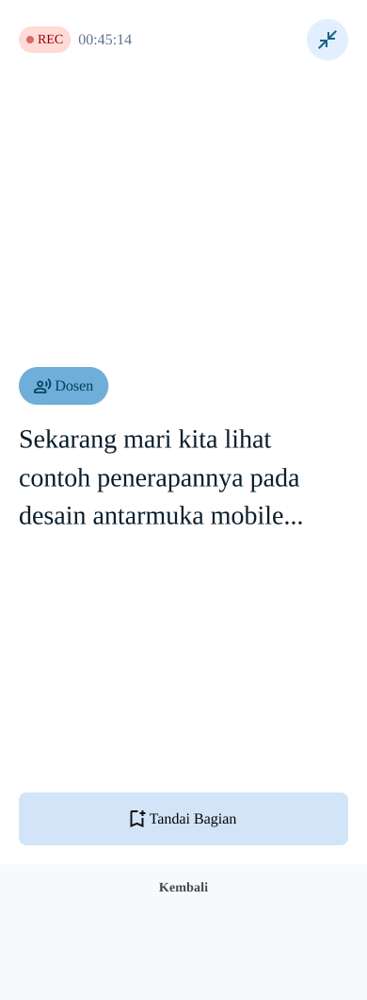 REC 00:45:14
Dosen
Sekarang mari kita lihat
contoh penerapannya pada
desain antarmuka mobile...
Tandai Bagian
Kembali